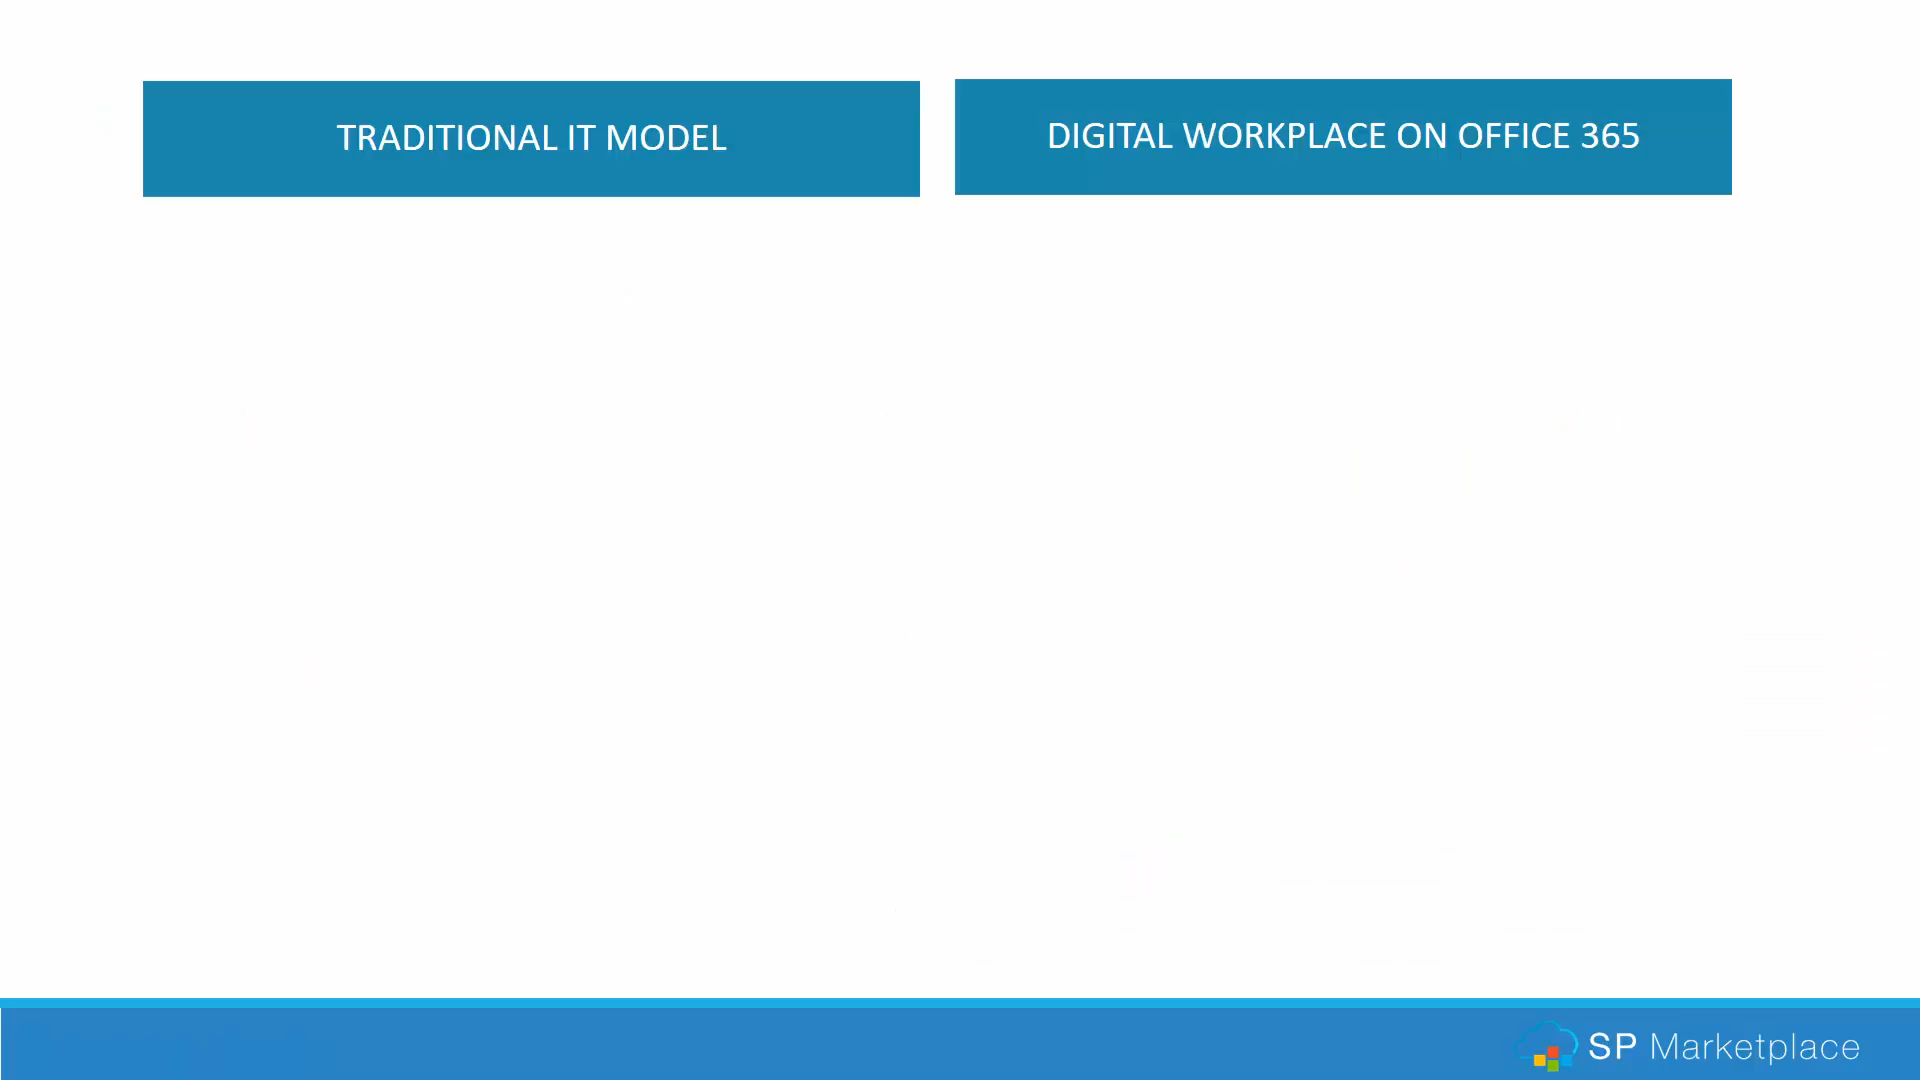 TRADITIONAL IT MODEL
DIGITAL WORKPLACE ON OFFICE 365
SP Marketplace